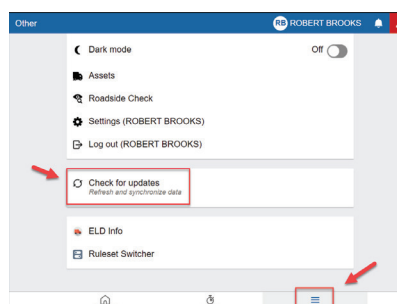 Other
RB ROBERT BROOKS
Dark mode
Off
Assets
Roadside Check
Settings (ROBERT BROOKS)
Log out (ROBERT BROOKS)
Check for updates
Refresh and synchronize data
ELD Info
Ruleset Switcher